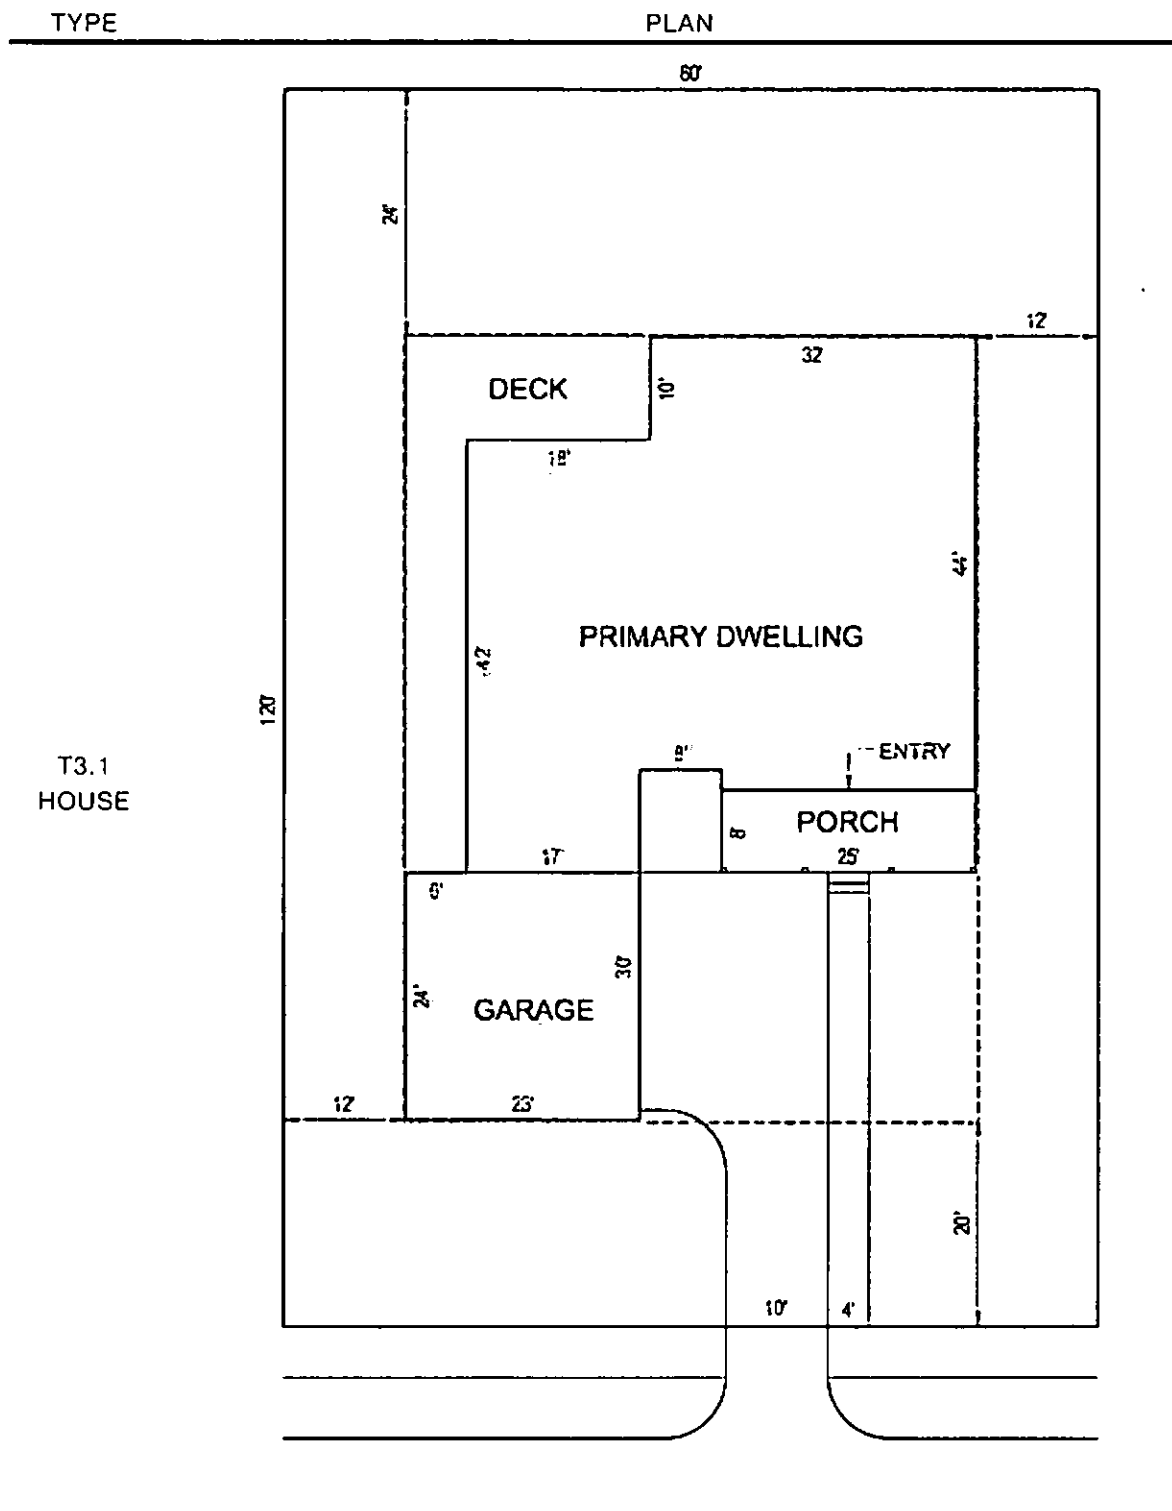 TYPE PLAN
60'
24'
12'
32'
DECK
10'
18'
44'
PRIMARY DWELLING
42'
120'
8'
ENTRY
T3.1
HOUSE
PORCH
8'
17'
25'
6'
30'
24'
GARAGE
12'
23'
20'
10' 4'